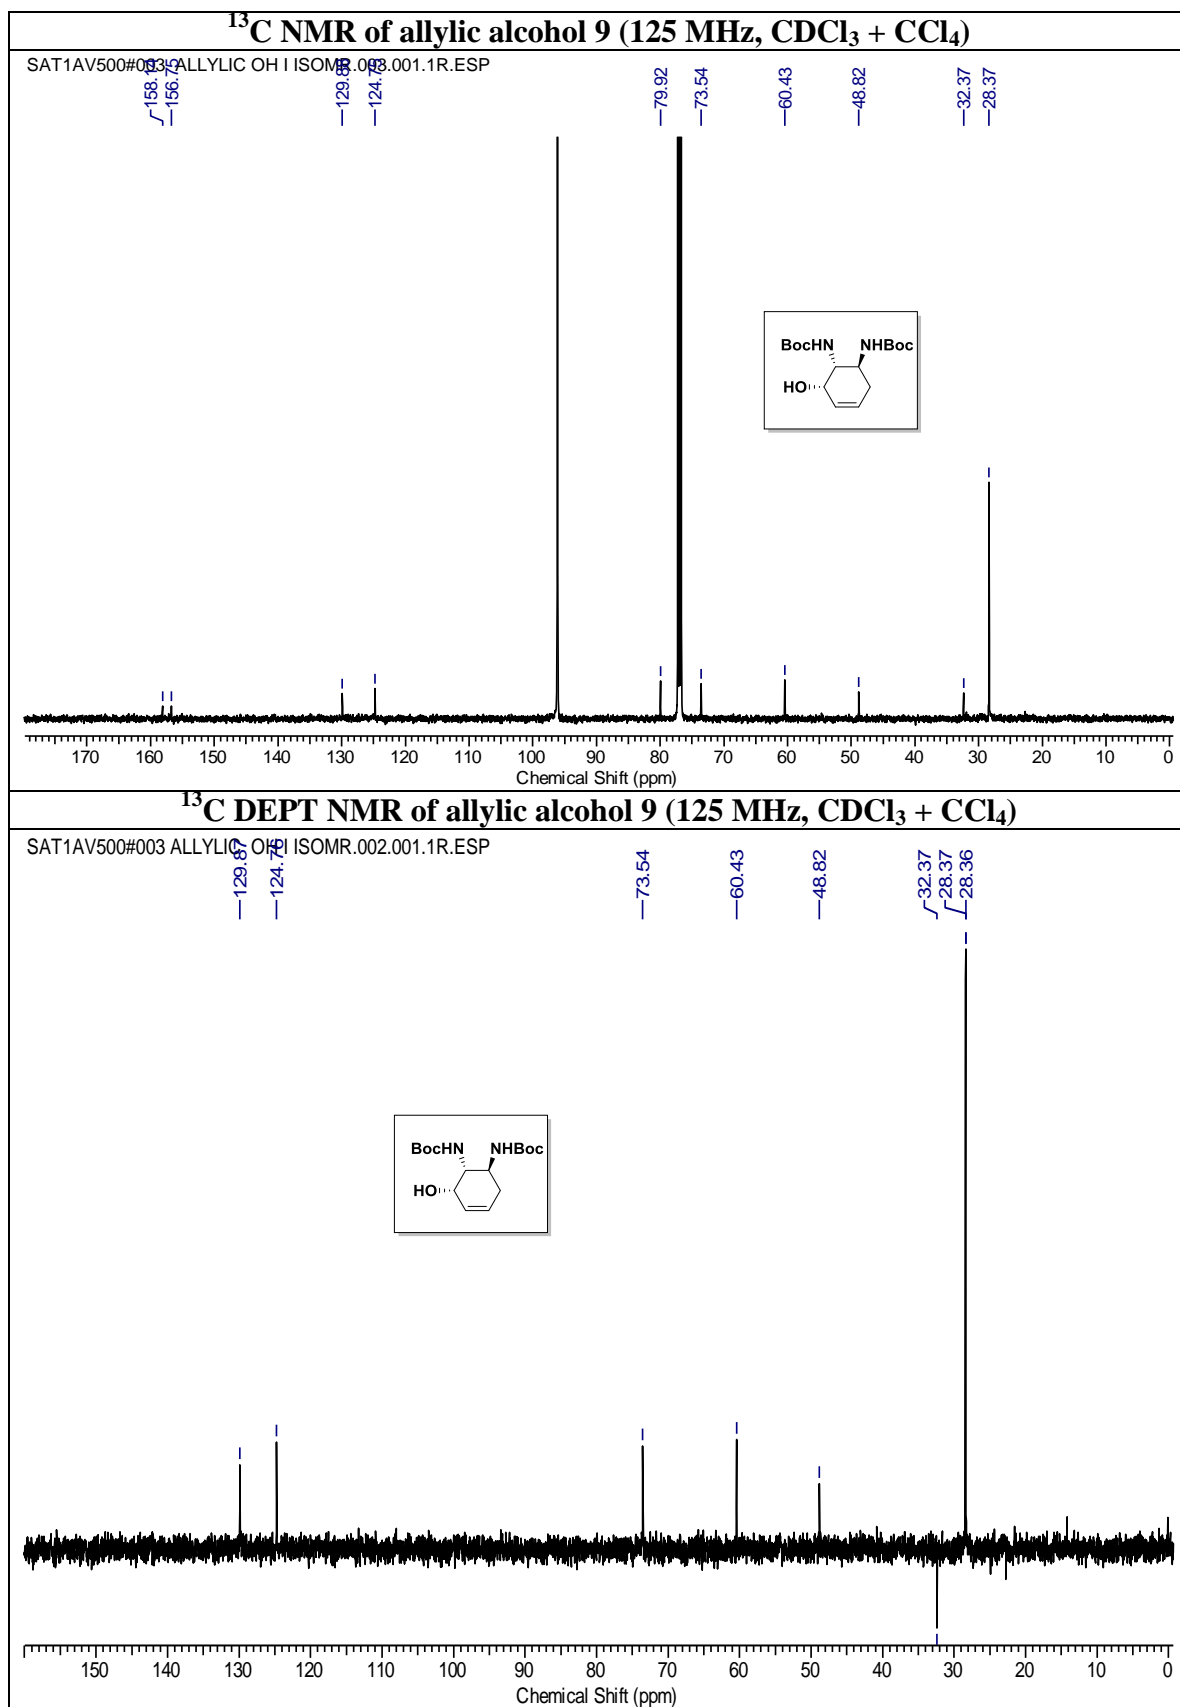 ¹³C NMR of allylic alcohol 9 (125 MHz, CDCl₃ + CCl₄)
SAT1AV500#003 ALLYLIC OH I ISOMR.003.001.1R.ESP
156.75
129.88
79.92
73.54
60.43
48.82
32.37
28.37
BocHN
NHBoc
HO
170 160 150 140 130 120 110 100 90 80 70 60 50 40 30 20 10 0
Chemical Shift (ppm)
¹³C DEPT NMR of allylic alcohol 9 (125 MHz, CDCl₃ + CCl₄)
SAT1AV500#003 ALLYLIC OH I ISOMR.002.001.1R.ESP
129.87
124.76
73.54
60.43
48.82
32.37
28.37
28.36
BocHN
NHBoc
HO
150 140 130 120 110 100 90 80 70 60 50 40 30 20 10 0
Chemical Shift (ppm)